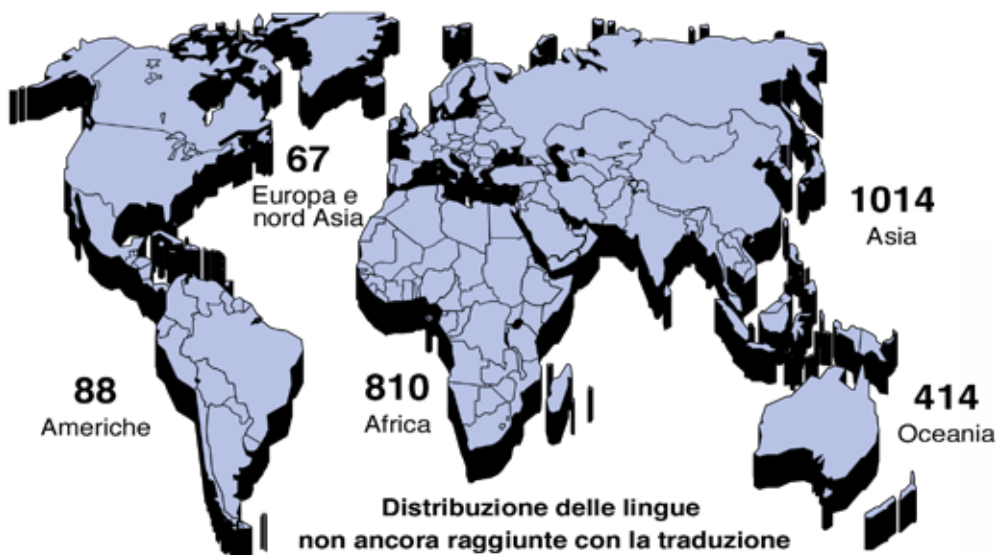 67
Europa e
nord Asia
1014
Asia
88
Americhe
810
Africa
414
Oceania
Distribuzione delle lingue
non ancora raggiunte con la traduzione